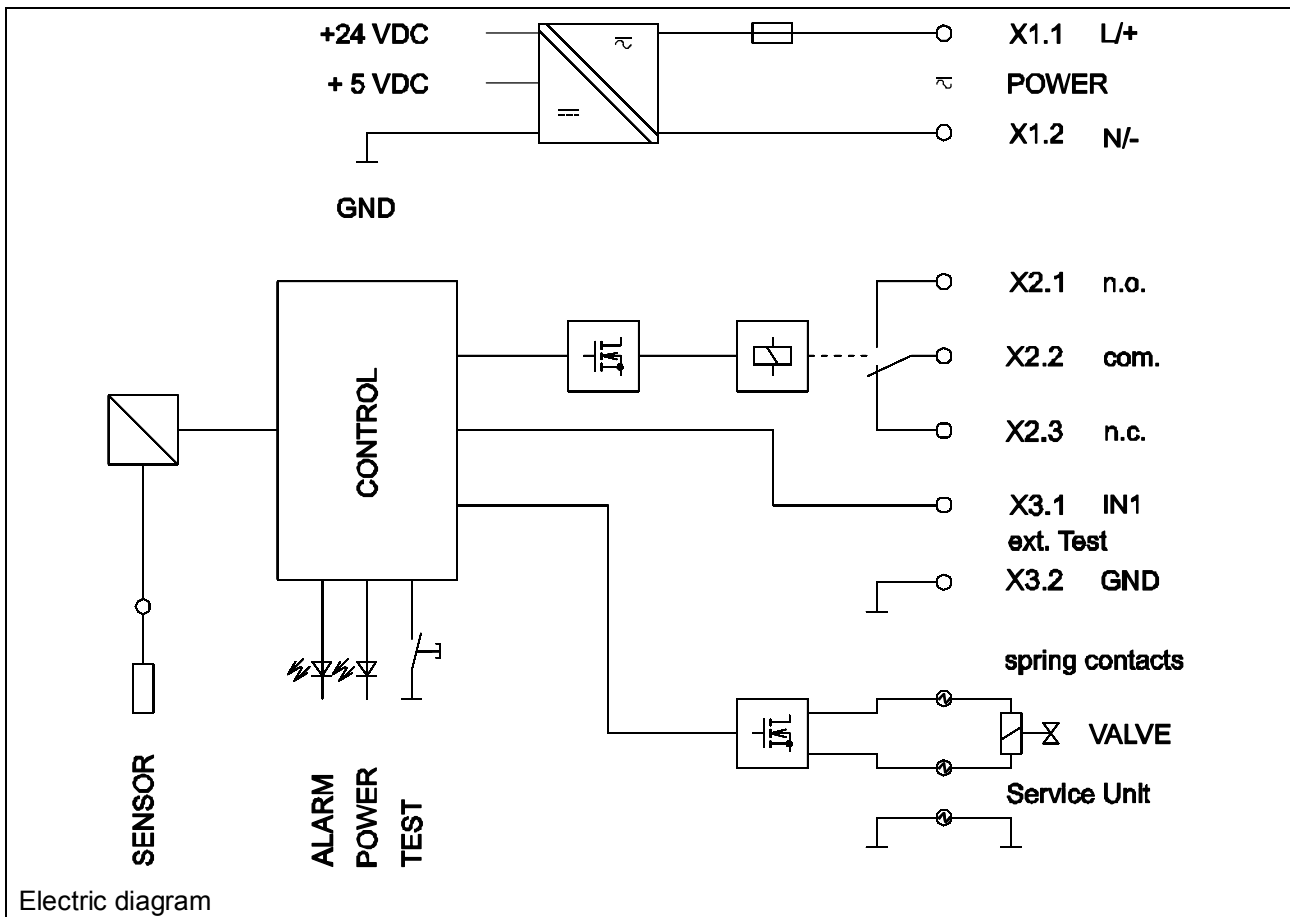 +24 VDC
X1.1 L/+
+ 5 VDC
POWER
X1.2 N/-
GND
X2.1 n.o.
X2.2 com.
X2.3 n.c.
CONTROL
X3.1 IN1
ext. Test
X3.2 GND
spring contacts
VALVE
Service Unit
SENSOR
ALARM
POWER
TEST
Electric diagram